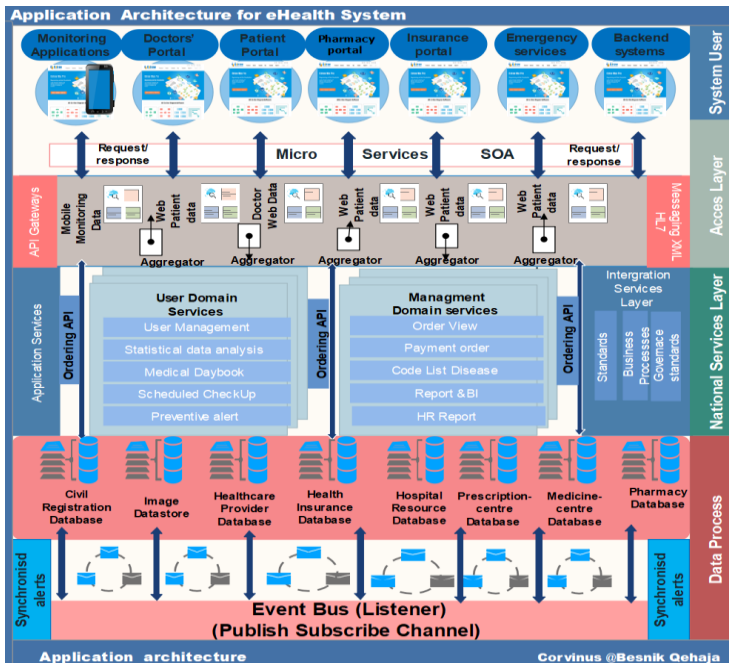 Application Architecture for eHealth System
Monitoring
Applications
Doctors'
Portal
Patient
Portal
Pharmacy
portal
Insurance
portal
Emergency
services
Backend
systems
System User
Request/
response
Micro
Services
SOA
Request/
response
Acces Layer
API Gateways
Mobile
Monitoring
Data
Web
Patient
data
Doctor
Web Data
Web
Patient
data
Web
Patient
data
Web
Patient
data
Messaging XML
HL7
Aggregator
Aggregator
Aggregator
Aggregator
Aggregator
Application Services
Ordering API
User Domain
Services
User Management
Statistical data analysis
Medical Daybook
Scheduled CheckUp
Preventive alert
Ordering API
Managment
Domain services
Order View
Payment order
Code List Disease
Report &BI
HR Report
Ordering API
Intergration
Services
Layer
Standards
Business
Processses
Governace
standards
National Services Layer
Civil
Registration
Database
Image
Datastore
Healthcare
Provider
Database
Health
Insurance
Database
Hospital
Resource
Database
Prescription-
centre
Database
Medicine-
centre
Database
Pharmacy
Database
Data Process
Synchronisd
alerts
Synchronisd
alerts
Event Bus (Listener)
(Publish Subscribe Channel)
Application architecture
Corvinus @Besnik Qehaja